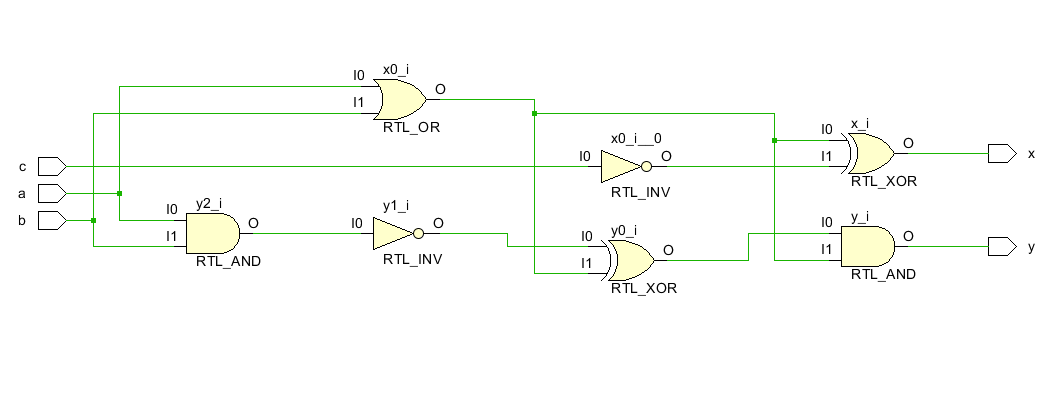 x0_i
I0
O
I1
RTL_OR
x_i
I0
O
x
I1
RTL_XOR
x0_i__0
I0
O
RTL_INV
c
a
b
y2_i
I0
O
I1
RTL_AND
y1_i
I0
O
RTL_INV
y0_i
I0
O
I1
RTL_XOR
y_i
I0
O
y
I1
RTL_AND